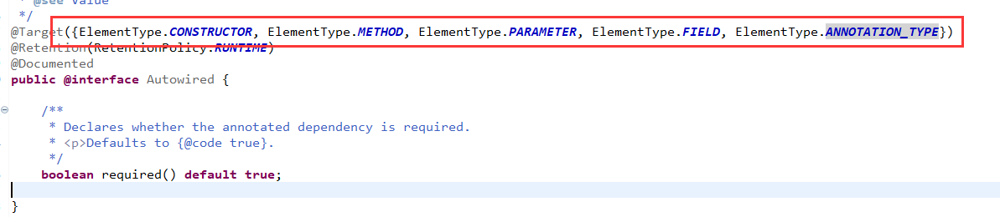 * @see Value
*/
@Target({ElementType.CONSTRUCTOR, ElementType.METHOD, ElementType.PARAMETER, ElementType.FIELD, ElementType.ANNOTATION_TYPE})
@Retention(RetentionPolicy.RUNTIME)
@Documented
public @interface Autowired {
/**
* Declares whether the annotated dependency is required.
* <p>Defaults to {@code true}.
*/
boolean required() default true;
}